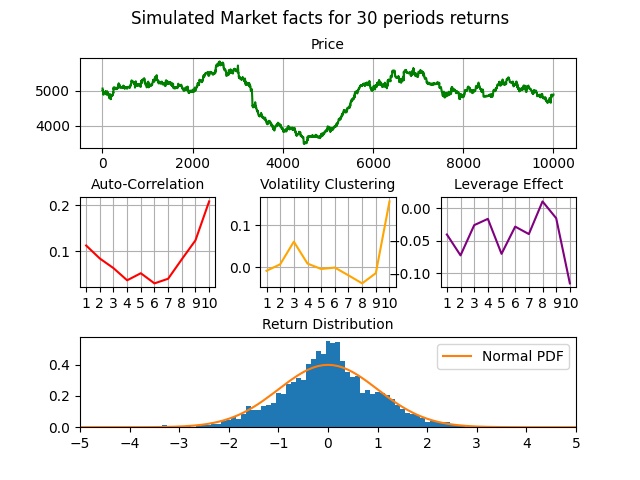 Simulated Market facts for 30 periods returns
Price
5000
4000
0 2000 4000 6000 8000 10000
Auto-Correlation Volatility Clustering Leverage Effect
0.2
0.1
1 2 3 4 5 6 7 8 9 10
0.1
0.0
1 2 3 4 5 6 7 8 9 10
0.00
−0.05
−0.10
1 2 3 4 5 6 7 8 9 10
Return Distribution
Normal PDF
0.4
0.2
0.0
−5 −4 −3 −2 −1 0 1 2 3 4 5